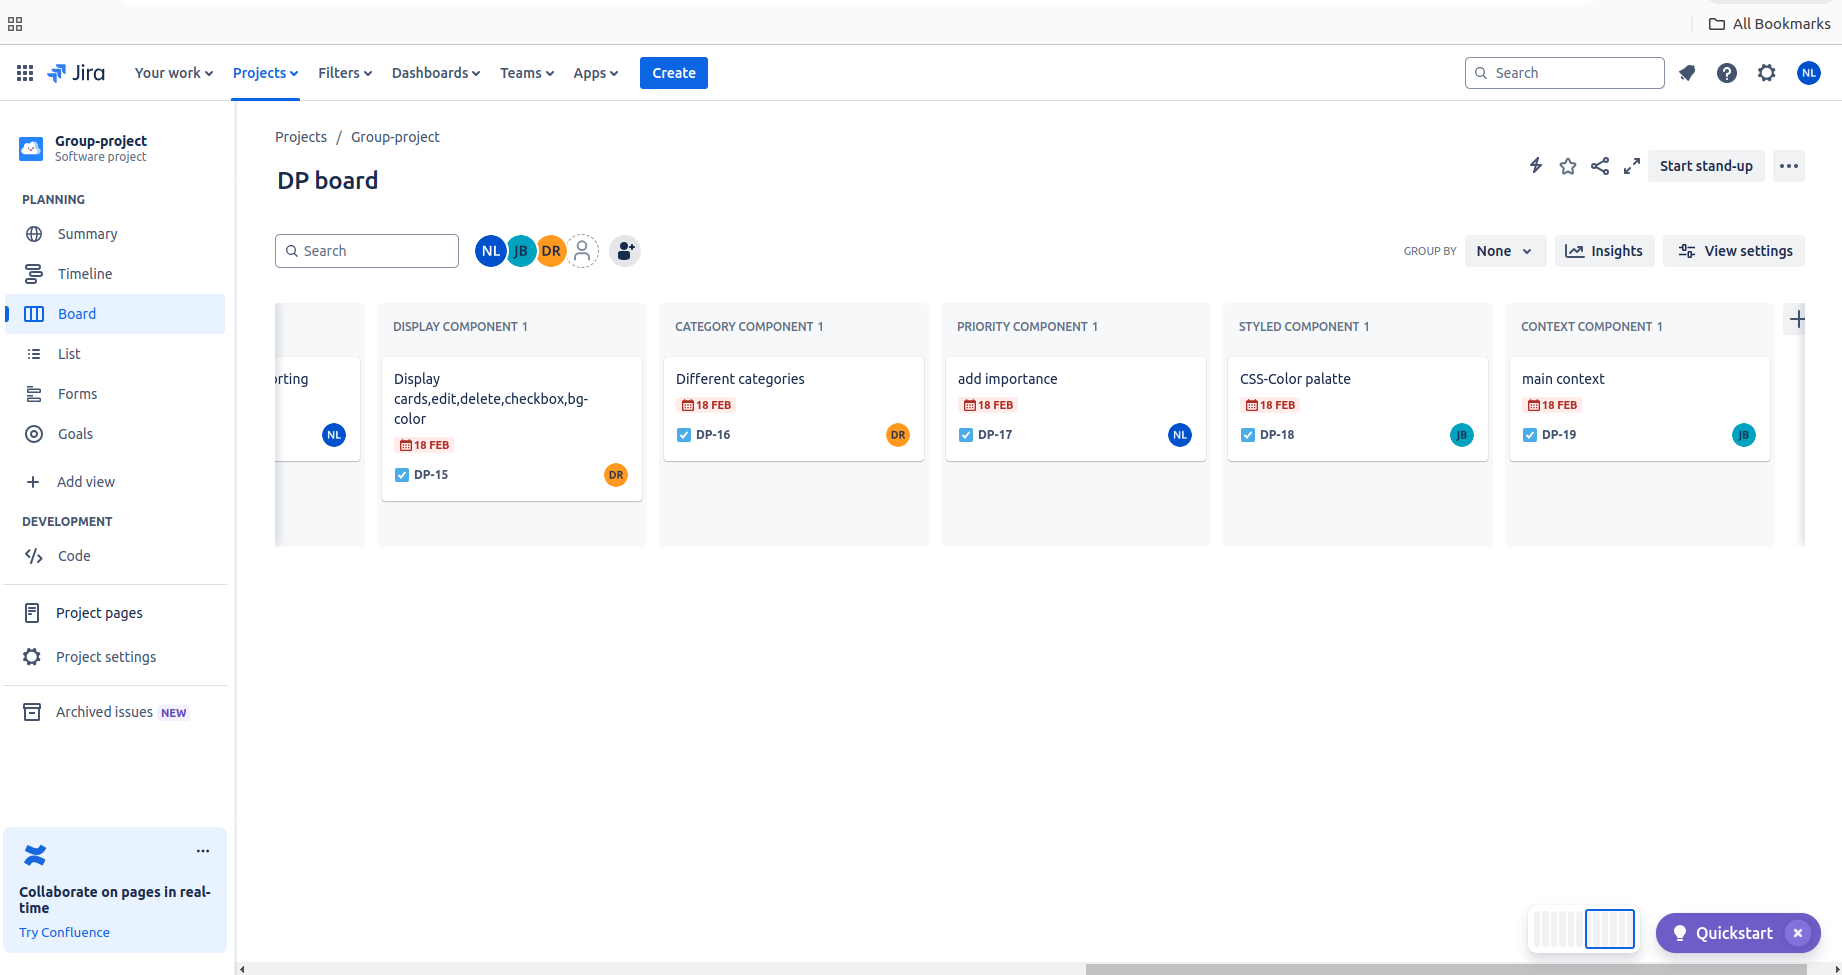 All Bookmarks
Jira
Your work
Projects
Filters
Dashboards
Teams
Apps
Create
Search
NL
Group-project
Software project
PLANNING
Summary
Timeline
Board
List
Forms
Goals
Add view
DEVELOPMENT
Code
Project pages
Project settings
Archived issues NEW
Collaborate on pages in real-
time
Try Confluence
Projects / Group-project
DP board
Start stand-up
Search
NL JB DR
GROUP BY
None
Insights
View settings
NL
DISPLAY COMPONENT 1
Display
cards,edit,delete,checkbox,bg-
color
18 FEB
DP-15
DR
CATEGORY COMPONENT 1
Different categories
18 FEB
DP-16
DR
PRIORITY COMPONENT 1
add importance
18 FEB
DP-17
NL
STYLED COMPONENT 1
CSS-Color palatte
18 FEB
DP-18
JB
CONTEXT COMPONENT 1
main context
18 FEB
DP-19
JB
Quickstart